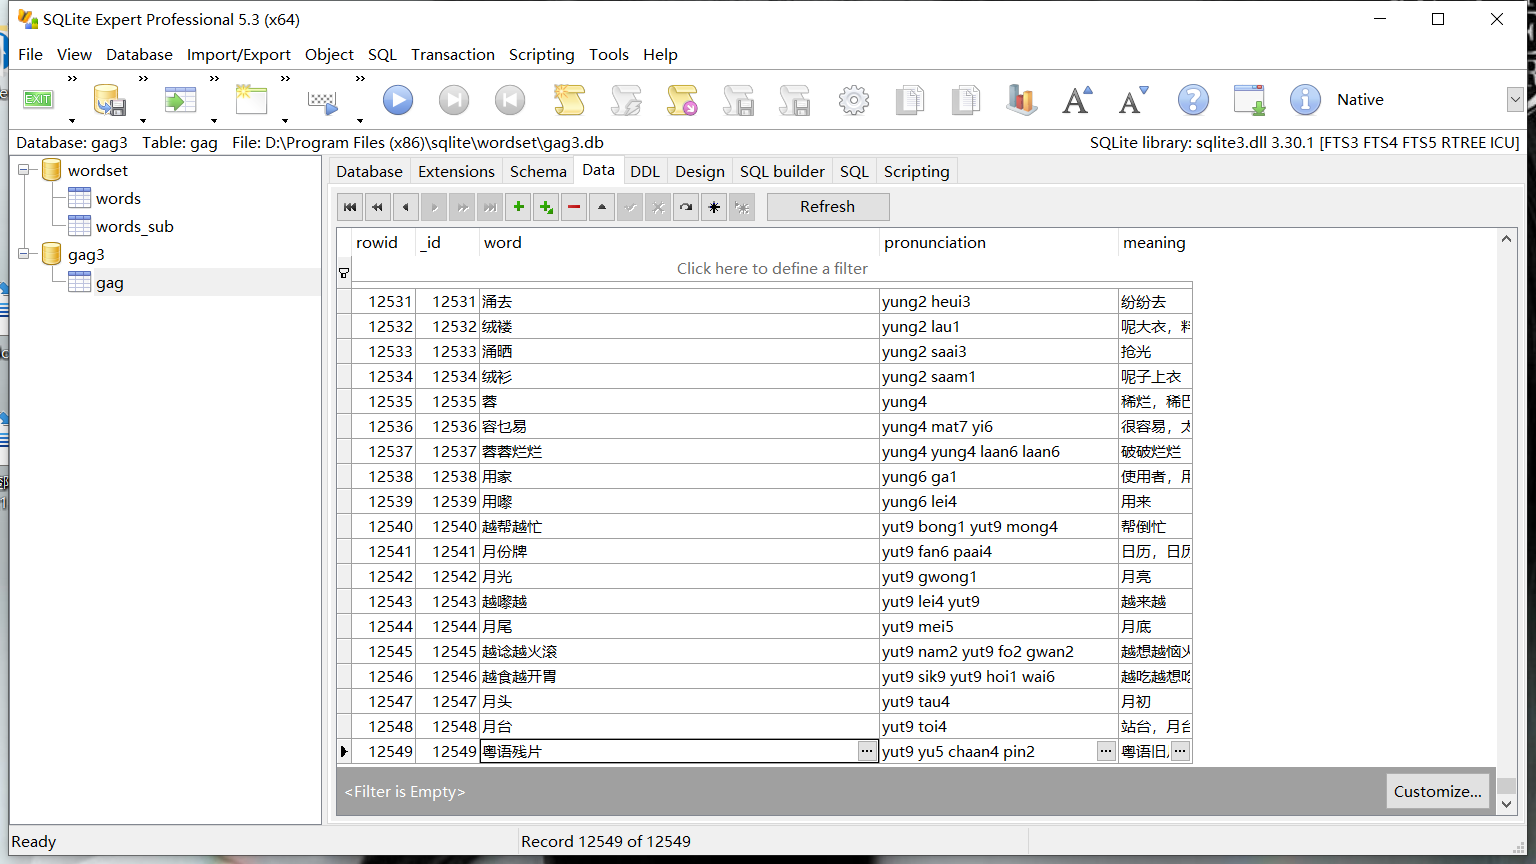 SQLite Expert Professional 5.3 (x64)
File View Database Import/Export Object SQL Transaction Scripting Tools Help
EXIT Native
Database: gag3 Table: gag File: D:\Program Files (x86)\sqlite\wordset\gag3.db SQLite library: sqlite3.dll 3.30.1 [FTS3 FTS4 FTS5 RTREE ICU]
wordset
words
words_sub
gag3
gag
Database Extensions Schema Data DDL Design SQL builder SQL Scripting
Refresh
rowid _id word pronunciation meaning
Click here to define a filter
12531 12531 涌去 yung2 heui3 纷纷去
12532 12532 绒褛 yung2 lau1 呢大衣，
12533 12533 涌晒 yung2 saai3 抢光
12534 12534 绒衫 yung2 saam1 呢子上衣
12535 12535 蓉 yung4 稀烂，稀巴
12536 12536 容乜易 yung4 mat7 yi6 很容易，
12537 12537 蓉蓉烂烂 yung4 yung4 laan6 laan6 破破烂烂
12538 12538 用家 yung6 ga1 使用者，用
12539 12539 用嚟 yung6 lei4 用来
12540 12540 越帮越忙 yut9 bong1 yut9 mong4 帮倒忙
12541 12541 月份牌 yut9 fan6 paai4 日历，日历
12542 12542 月光 yut9 gwong1 月亮
12543 12543 越嚟越 yut9 lei4 yut9 越来越
12544 12544 月尾 yut9 mei5 月底
12545 12545 越谂越火滚 yut9 nam2 yut9 fo2 gwan2 越想越恼火
12546 12546 越食越开胃 yut9 sik9 yut9 hoi1 wai6 越吃越想吃
12547 12547 月头 yut9 tau4 月初
12548 12548 月台 yut9 toi4 站台，月台
12549 12549 粤语残片 yut9 yu5 chaan4 pin2 粤语旧
<Filter is Empty> Customize...
Ready Record 12549 of 12549